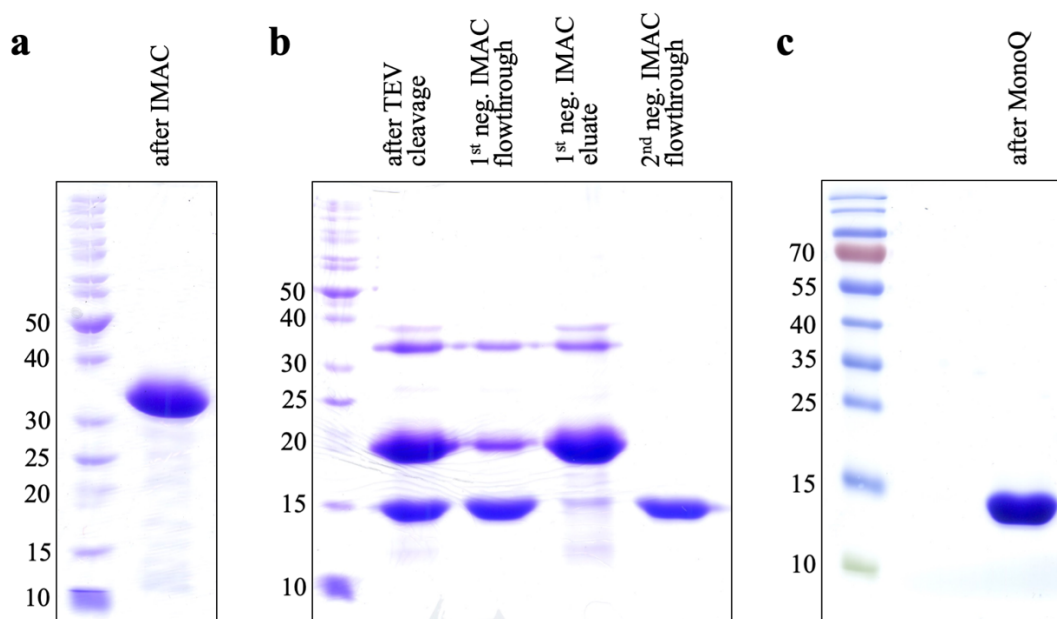 a
after IMAC
50
40
30
25
20
15
10
b
after TEV
cleavage
1st neg. IMAC
flowthrough
1st neg. IMAC
eluate
2nd neg. IMAC
flowthrough
50
40
30
25
20
15
10
c
after MonoQ
70
55
40
35
25
15
10